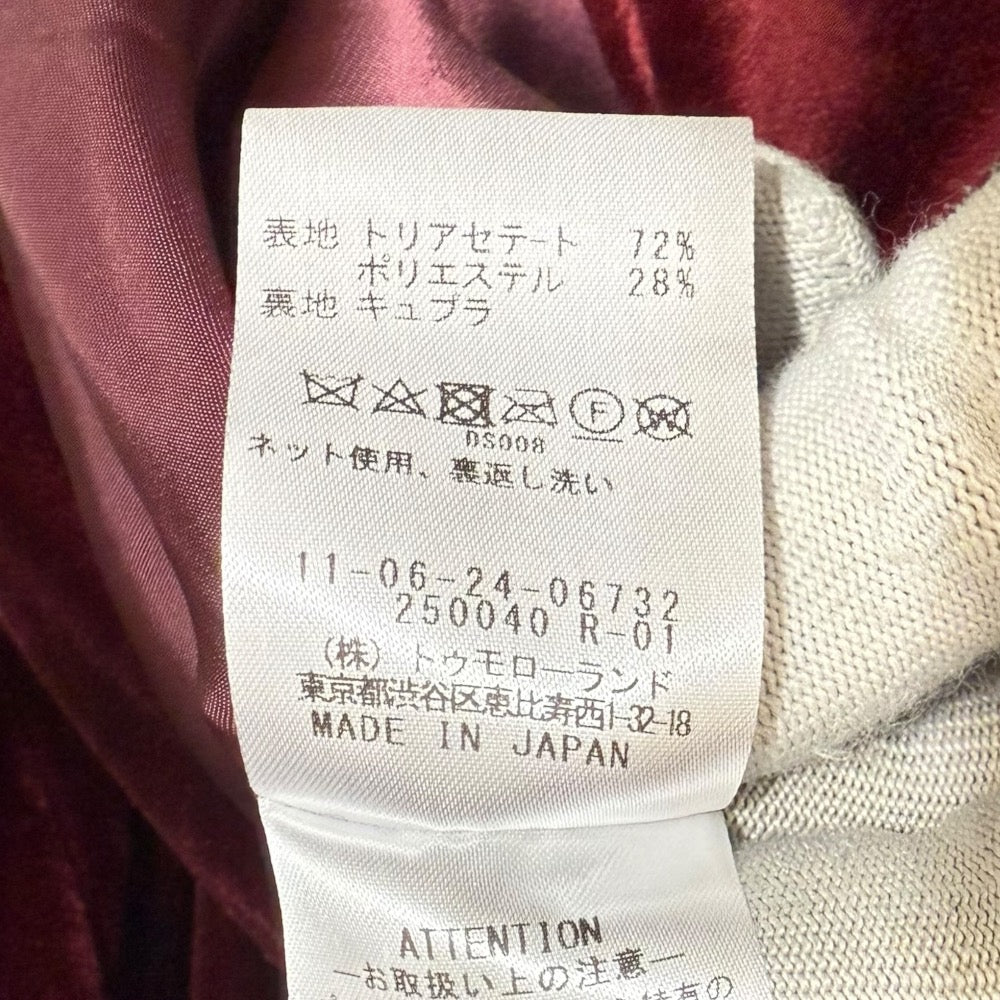 表地 トリアセテート 72%
ポリエステル 28%
裏地 キュプラ
F W
DS008
ネット使用、裏返し洗い
11-06-24-06732
250040 R-01
(株) トゥモローランド
東京都渋谷区恵比寿西1-32-18
MADE IN JAPAN
ATTENTION
―お取扱い上の注意―
特有の